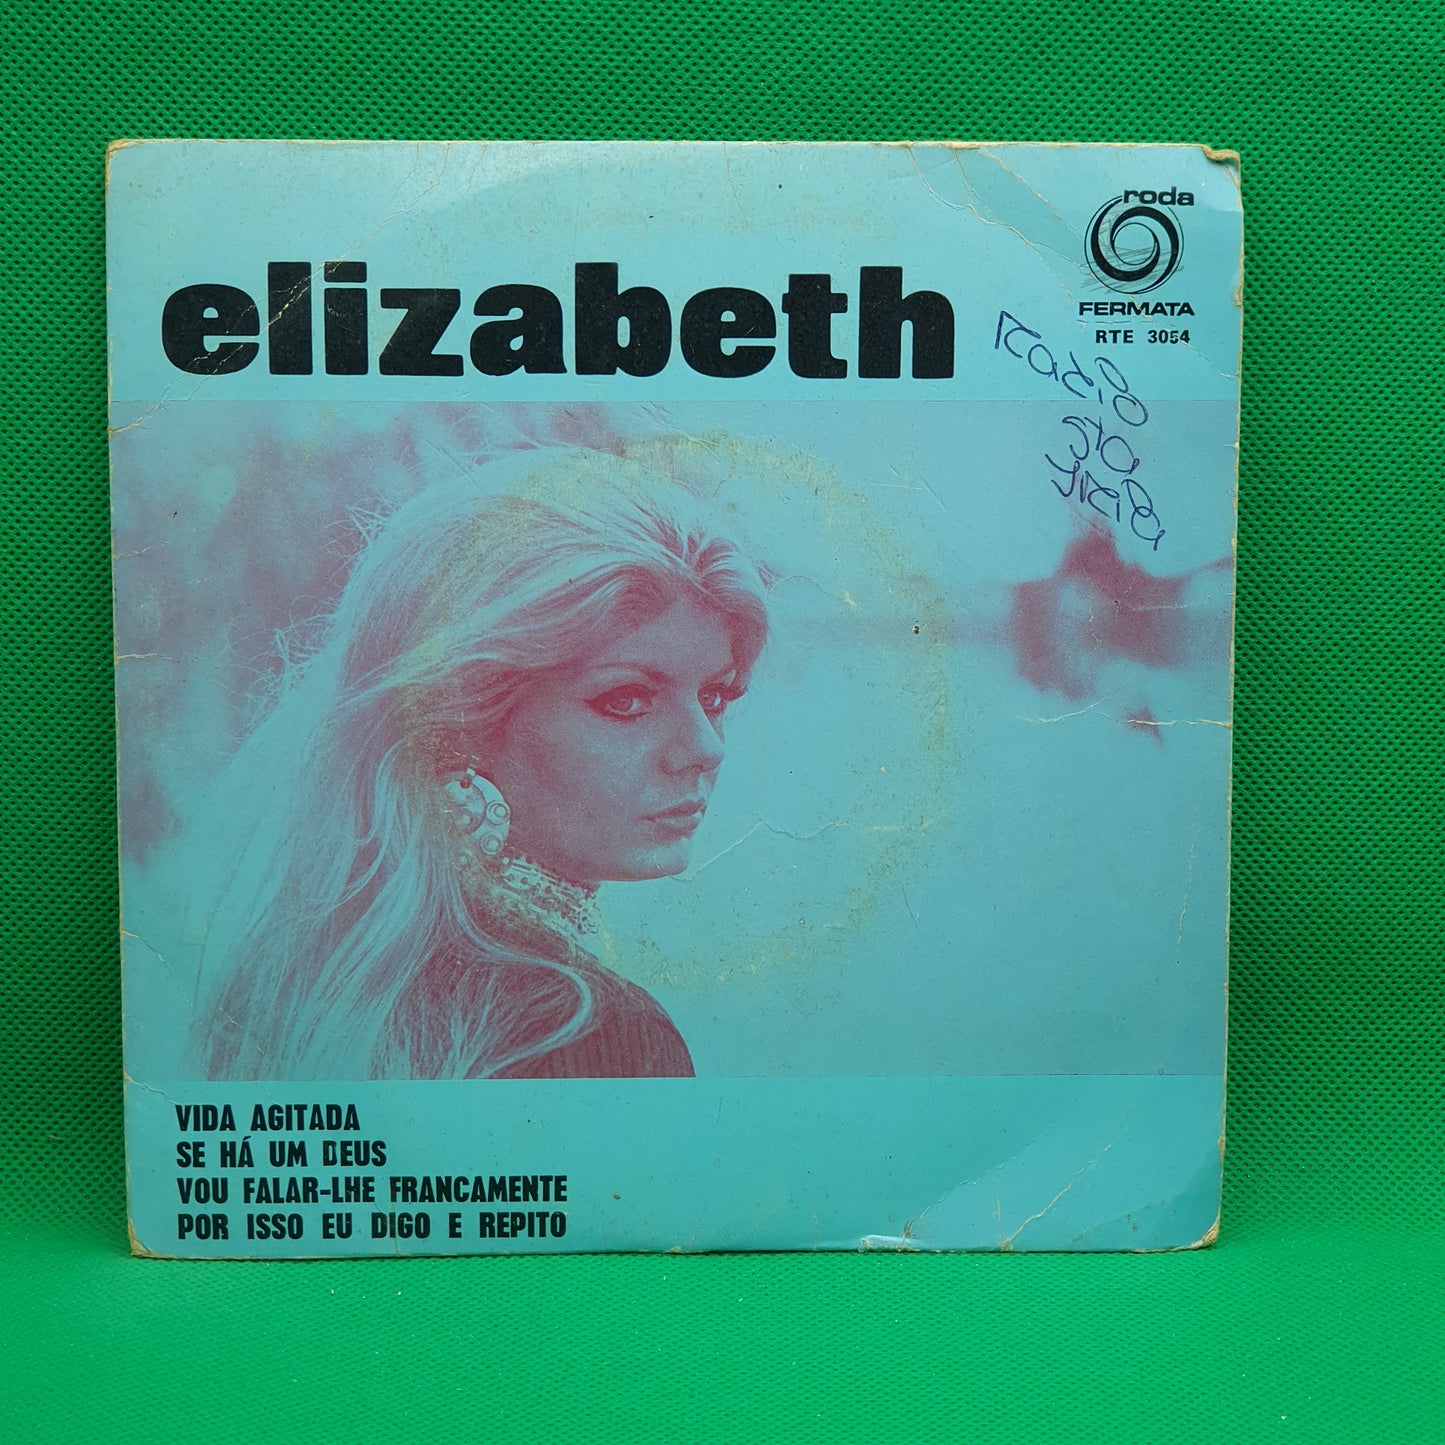 elizabeth
roda
FERMATA
RTE 3054
VIDA AGITADA
SE HÁ UM DEUS
VOU FALAR-LHE FRANCAMENTE
POR ISSO EU DIGO E REPITO